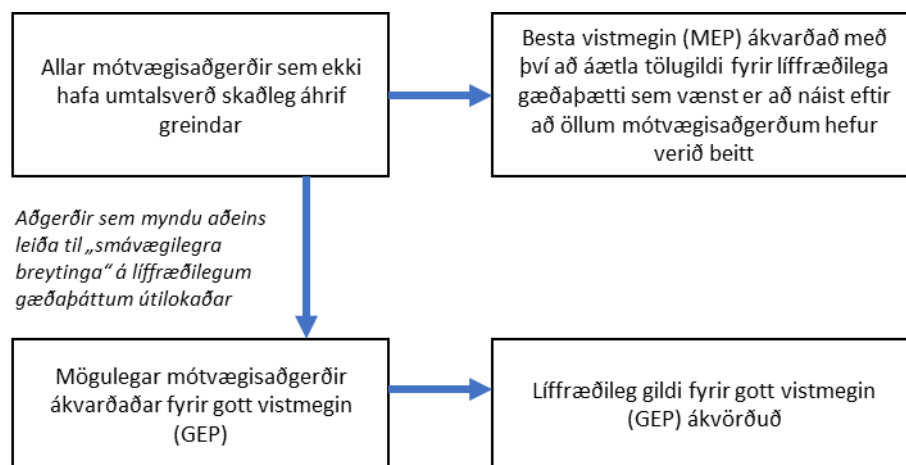 Allar mótvægisaðgerðir sem ekki
hafa umtalsverð skaðleg áhrif
greindar
Besta vistmegin (MEP) ákvarðað með
því að áætla tölugildi fyrir líffræðilega
gæðaþætti sem vænst er að náist eftir
að öllum mótvægisaðgerðum hefur
verið beitt
Aðgerðir sem myndu aðeins
leiða til „smávægilegra
breytinga“ á líffræðilegum
gæðaþáttum útilokaðar
Mögulegar mótvægisaðgerðir
ákvarðaðar fyrir gott vistmegin
(GEP)
Líffræðileg gildi fyrir gott vistmegin
(GEP) ákvörðuð